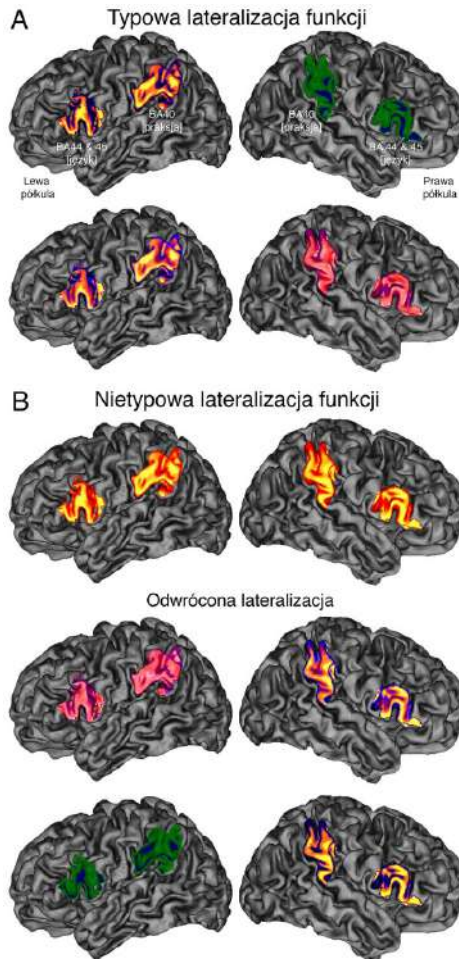 A
Typowa lateralizacja funkcji
BA40
[praksja]
BA40
[praksja]
BA44 & 45
[język]
BA44 & 45
[język]
Lewa
półkula
Prawa
półkula
B
Nietypowa lateralizacja funkcji
Odwrócona lateralizacja